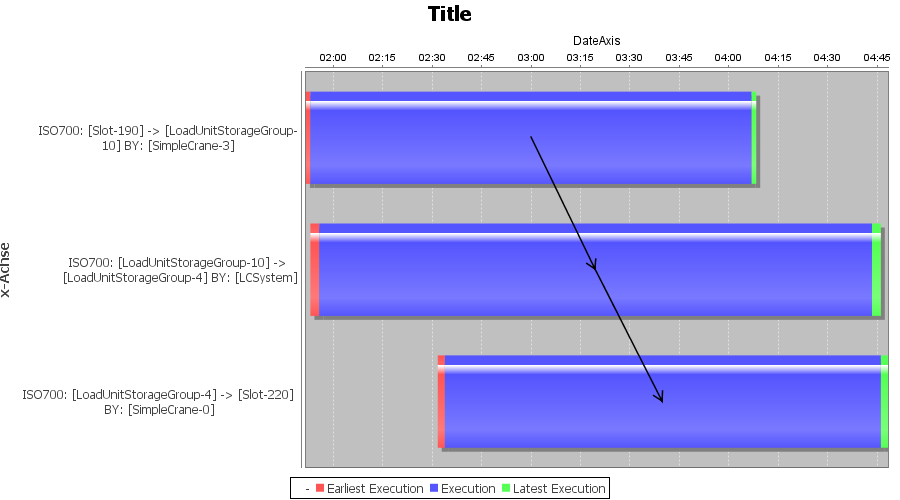 Title
DateAxis
02:00 02:15 02:30 02:45 03:00 03:15 03:30 03:45 04:00 04:15 04:30 04:45
x-Achse
ISO700: [Slot-190] -> [LoadUnitStorageGroup-
10] BY: [SimpleCrane-3]
ISO700: [LoadUnitStorageGroup-10] ->
[LoadUnitStorageGroup-4] BY: [LCSystem]
ISO700: [LoadUnitStorageGroup-4] -> [Slot-220]
BY: [SimpleCrane-0]
- Earliest Execution Execution Latest Execution